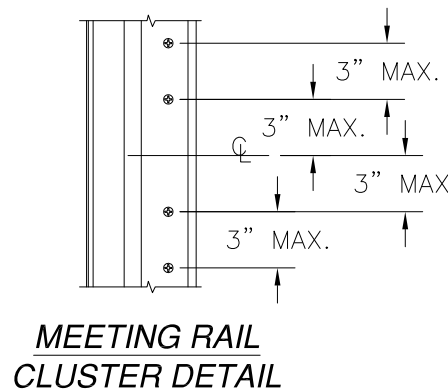 3" MAX.
3" MAX.
℄
3" MAX
3" MAX.
MEETING RAIL
CLUSTER DETAIL